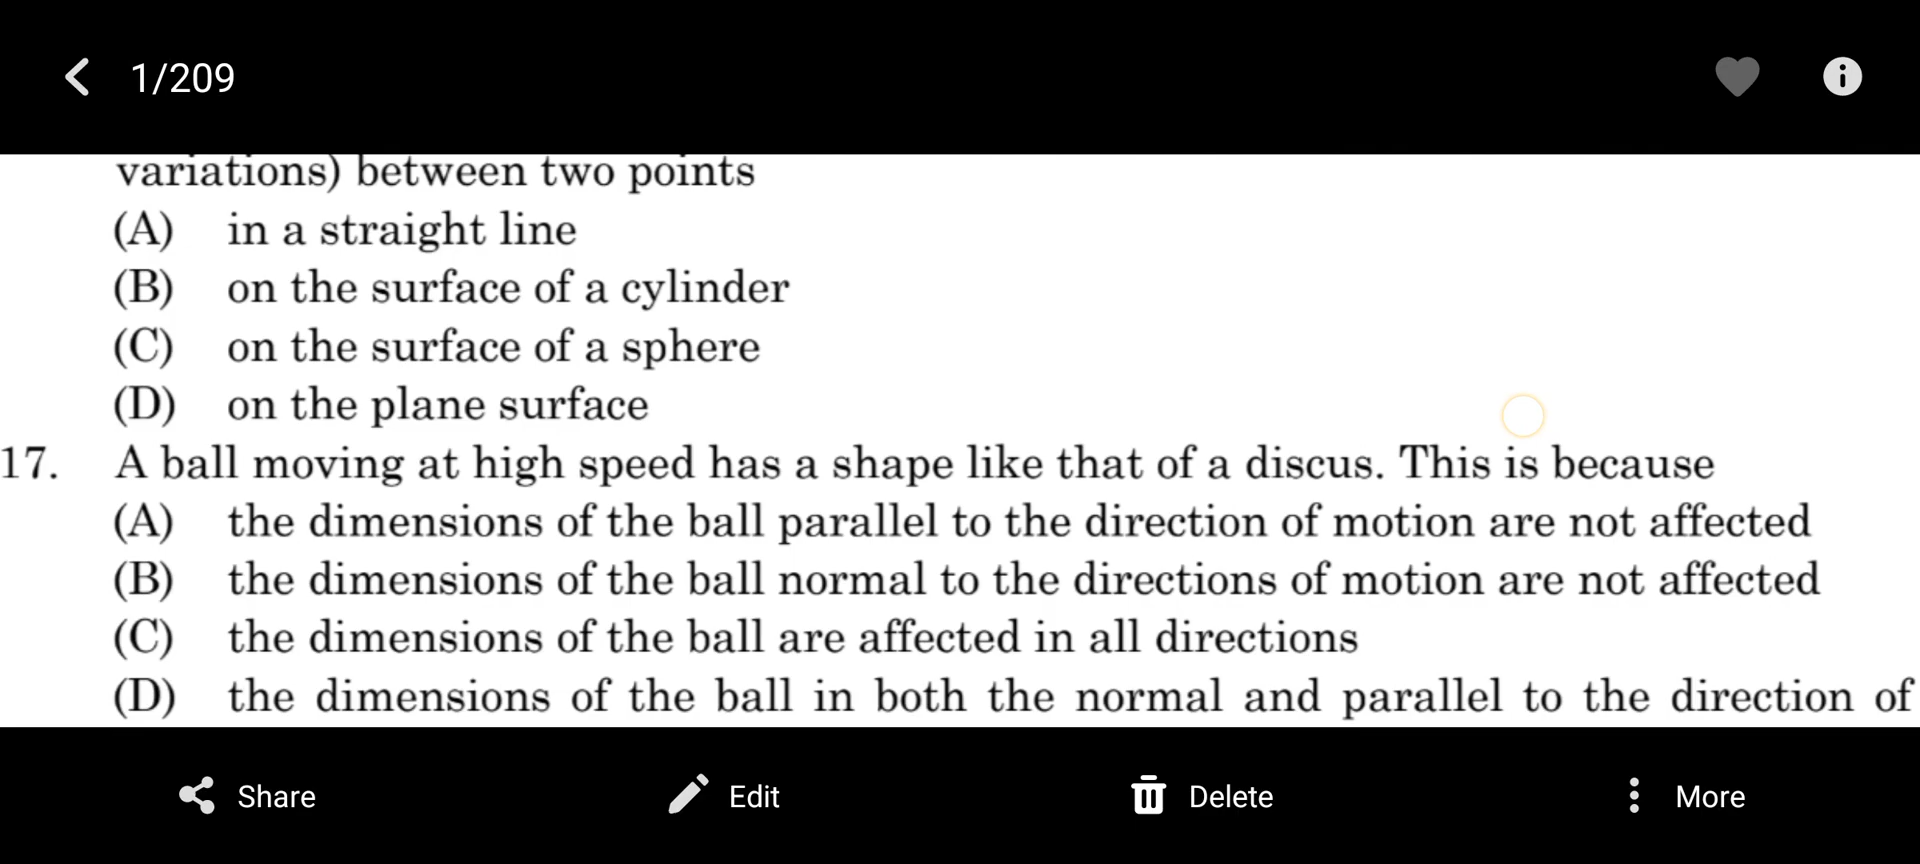 1/209
variations) between two points
(A) in a straight line
(B) on the surface of a cylinder
(C) on the surface of a sphere
(D) on the plane surface
17. A ball moving at high speed has a shape like that of a discus. This is because
(A) the dimensions of the ball parallel to the direction of motion are not affected
(B) the dimensions of the ball normal to the directions of motion are not affected
(C) the dimensions of the ball are affected in all directions
(D) the dimensions of the ball in both the normal and parallel to the direction of
Share Edit Delete More